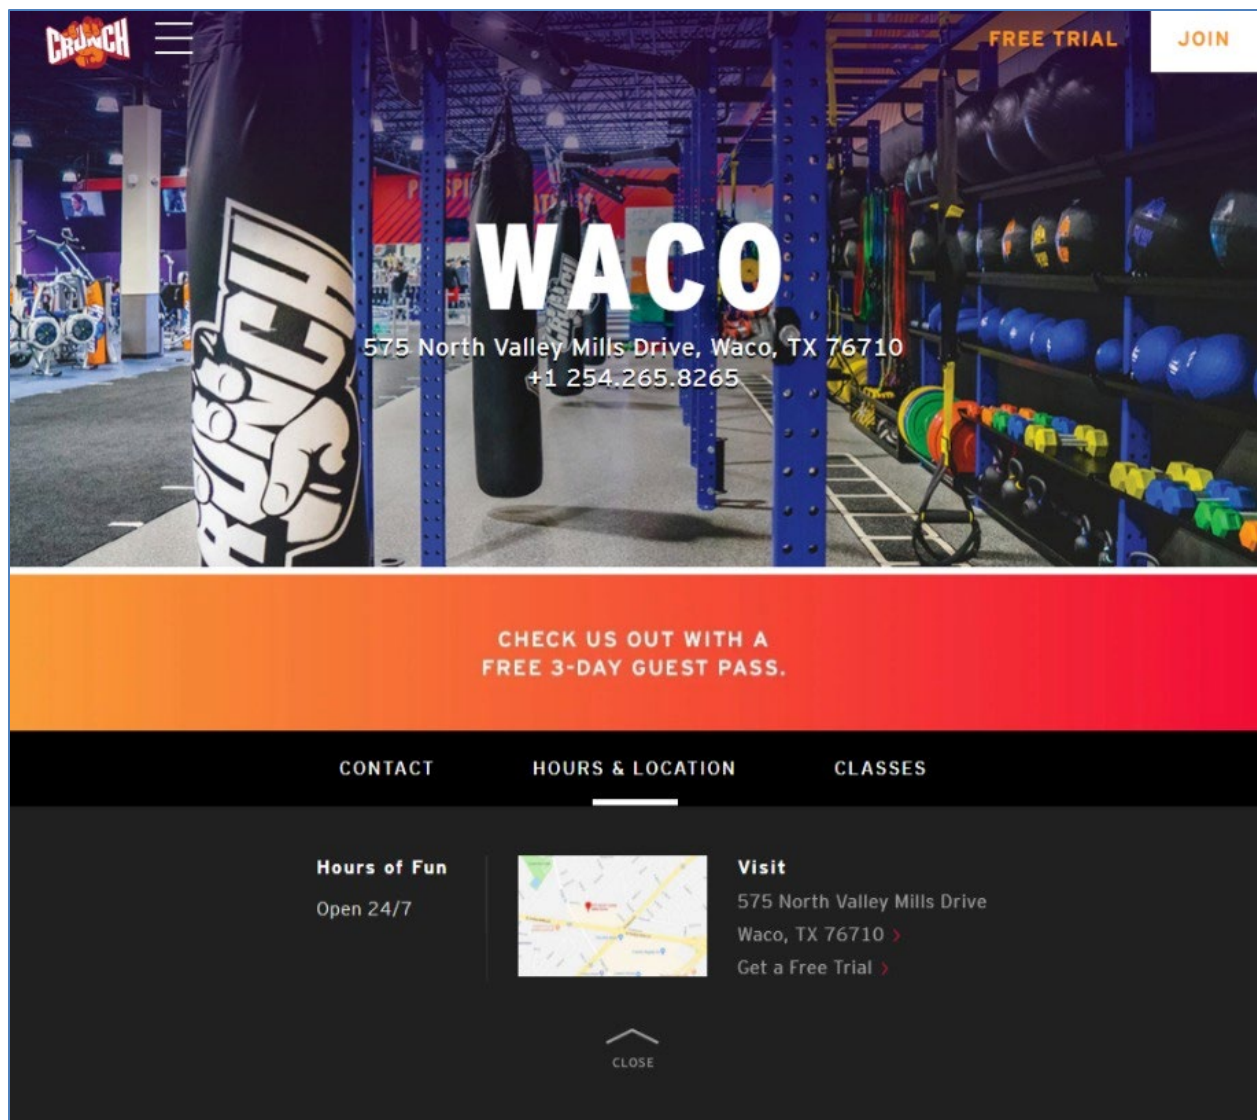 CRUNCH
FREE TRIAL
JOIN
CRUNCH
WACO
575 North Valley Mills Drive, Waco, TX 76710
+1 254.265.8265
CHECK US OUT WITH A
FREE 3-DAY GUEST PASS.
CONTACT
HOURS & LOCATION
CLASSES
Hours of Fun
Open 24/7
Visit
575 North Valley Mills Drive
Waco, TX 76710 >
Get a Free Trial >
CLOSE